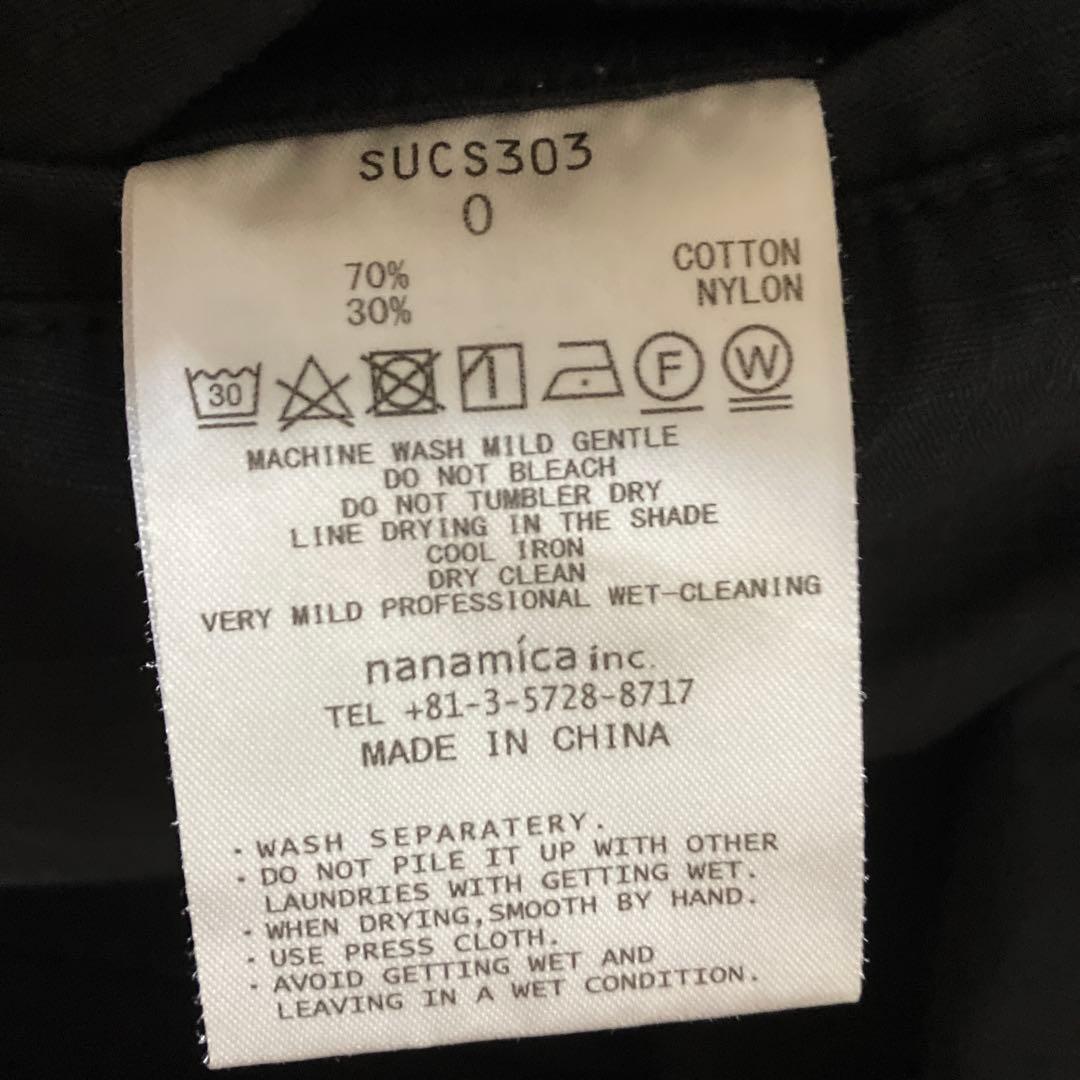 SUCS303
0
70% COTTON
30% NYLON
30 F W
MACHINE WASH MILD GENTLE
DO NOT BLEACH
DO NOT TUMBLER DRY
LINE DRYING IN THE SHADE
COOL IRON
DRY CLEAN
VERY MILD PROFESSIONAL WET-CLEANING
nanamíca inc.
TEL +81-3-5728-8717
MADE IN CHINA
・WASH SEPARATERY.
・DO NOT PILE IT UP WITH OTHER
LAUNDRIES WITH GETTING WET.
・WHEN DRYING,SMOOTH BY HAND.
・USE PRESS CLOTH.
・AVOID GETTING WET AND
LEAVING IN A WET CONDITION.